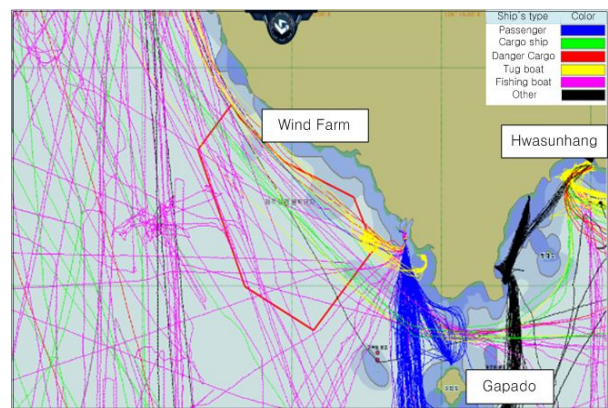 Ship's type Color
Passenger
Cargo ship
Danger Cargo
Tug boat
Fishing boat
Other
Wind Farm
Hwasunhang
Gapado